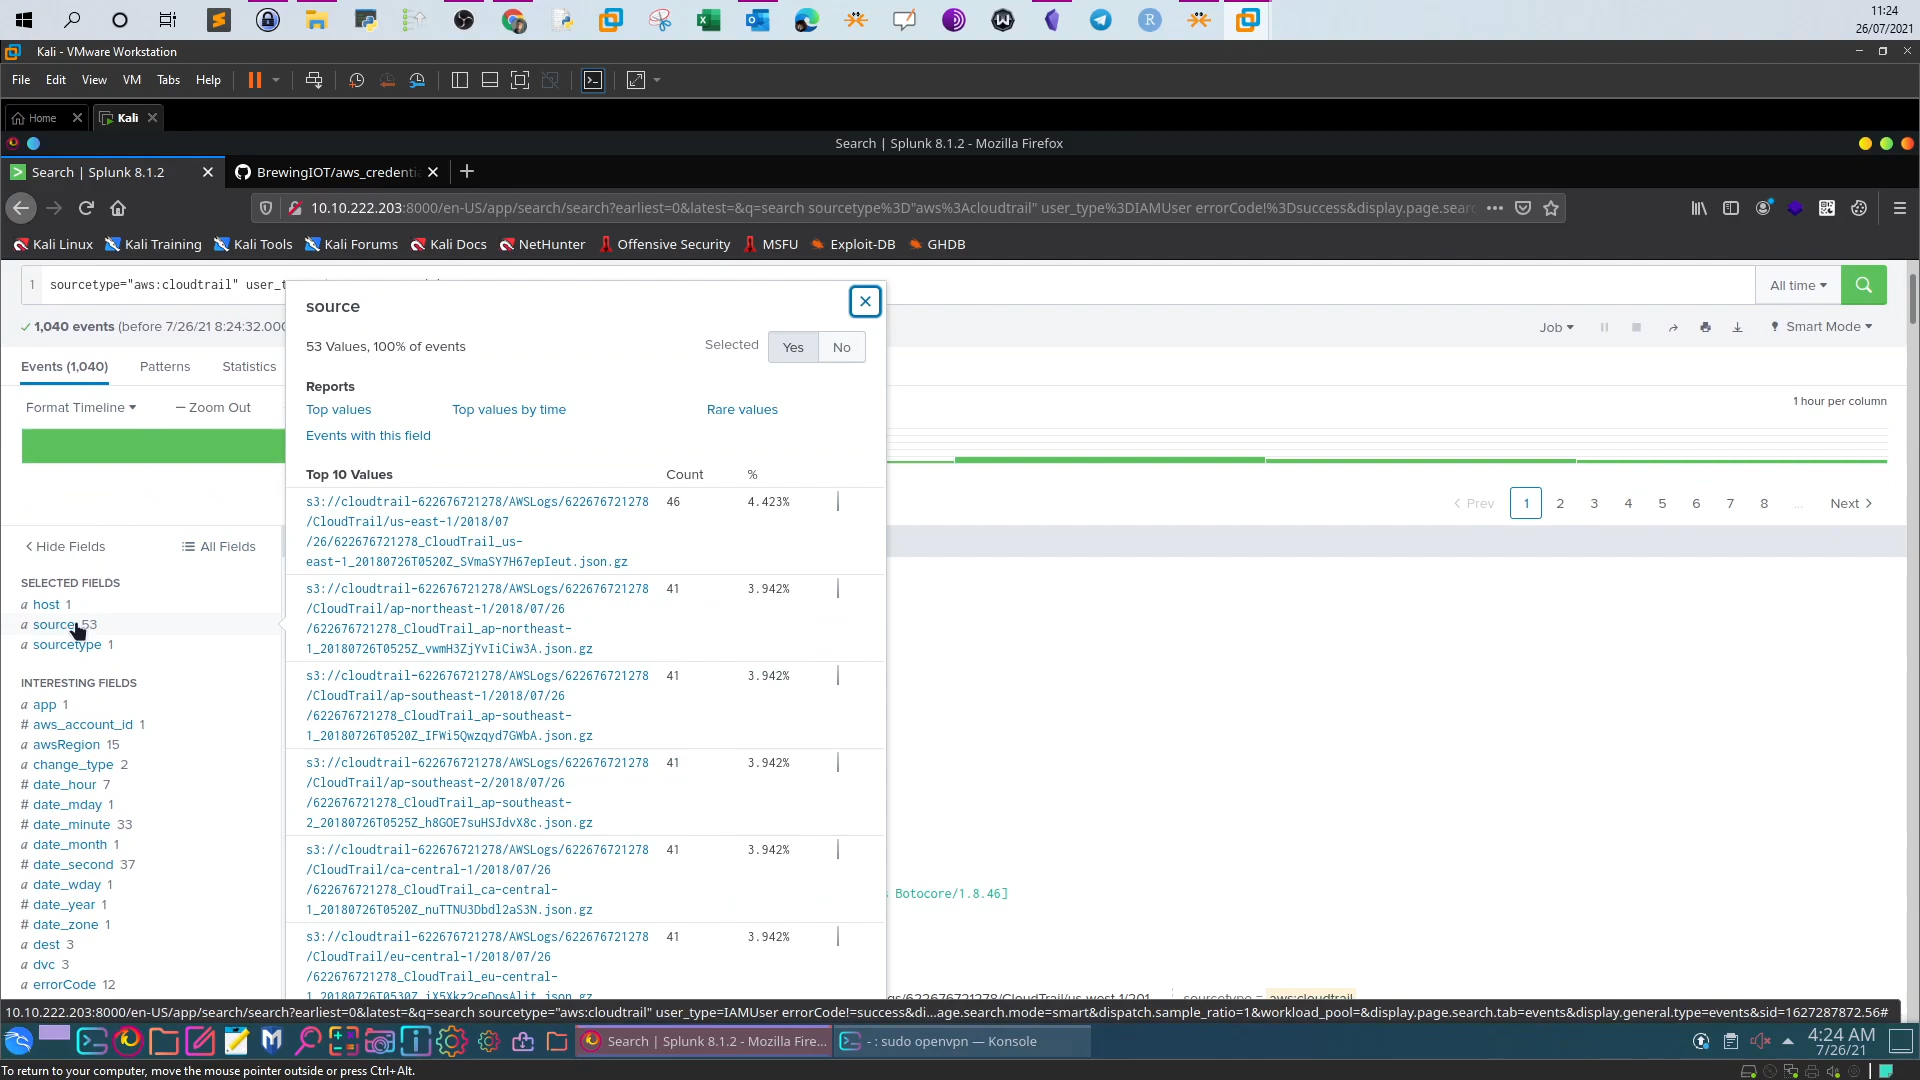 11:24
26/07/2021
Kali - VMware Workstation
File Edit View VM Tabs Help
Home Kali
Search | Splunk 8.1.2 - Mozilla Firefox
Search | Splunk 8.1.2 BrewingIOT/aws_credenti
10.10.222.203:8000/en-US/app/search/search?earliest=0&latest=&q=search sourcetype%3D"aws%3Acloudtrail" user_type%3DIAMUser errorCode!%3Dsuccess&display.page.searc
Kali Linux Kali Training Kali Tools Kali Forums Kali Docs NetHunter Offensive Security MSFU Exploit-DB GHDB
1 sourcetype="aws:cloudtrail" user_t All time
1,040 events (before 7/26/21 8:24:32.000 Job Smart Mode
Events (1,040) Patterns Statistics
Format Timeline Zoom Out 1 hour per column
< Prev 1 2 3 4 5 6 7 8 ... Next >
< Hide Fields All Fields
SELECTED FIELDS
a host 1
a source 53
a sourcetype 1
INTERESTING FIELDS
a app 1
# aws_account_id 1
a awsRegion 15
a change_type 2
# date_hour 7
# date_mday 1
# date_minute 33
a date_month 1
# date_second 37
a date_wday 1
# date_year 1
# date_zone 1
a dest 3
a dvc 3
a errorCode 12
source
53 Values, 100% of events Selected Yes No
Reports
Top values Top values by time Rare values
Events with this field
Top 10 Values Count %
s3://cloudtrail-622676721278/AWSLogs/622676721278 46 4.423%
/CloudTrail/us-east-1/2018/07
/26/622676721278_CloudTrail_us-
east-1_20180726T0520Z_SVmaSY7H67epIeut.json.gz
s3://cloudtrail-622676721278/AWSLogs/622676721278 41 3.942%
/CloudTrail/ap-northeast-1/2018/07/26
/622676721278_CloudTrail_ap-northeast-
1_20180726T0525Z_vwmH3ZjYvIiCiw3A.json.gz
s3://cloudtrail-622676721278/AWSLogs/622676721278 41 3.942%
/CloudTrail/ap-southeast-1/2018/07/26
/622676721278_CloudTrail_ap-southeast-
1_20180726T0520Z_IFWi5Qwzqyd7GWbA.json.gz
s3://cloudtrail-622676721278/AWSLogs/622676721278 41 3.942%
/CloudTrail/ap-southeast-2/2018/07/26
/622676721278_CloudTrail_ap-southeast-
2_20180726T0525Z_h8GOE7suHSJdvX8c.json.gz
s3://cloudtrail-622676721278/AWSLogs/622676721278 41 3.942%
/CloudTrail/ca-central-1/2018/07/26
/622676721278_CloudTrail_ca-central-
1_20180726T0520Z_nuTTNU3Dbdl2aS3N.json.gz
s3://cloudtrail-622676721278/AWSLogs/622676721278 41 3.942%
/CloudTrail/eu-central-1/2018/07/26
/622676721278_CloudTrail_eu-central-
1_20180726T0530Z_iX5Xkz2ceDosAlit.json.gz
Botocore/1.8.46]
gs/622676721278/CloudTrail/us-west-1/201 sourcetype = aws:cloudtrail
10.10.222.203:8000/en-US/app/search/search?earliest=0&latest=&q=search sourcetype="aws:cloudtrail" user_type=IAMUser errorCode!=success&di...age.search.mode=smart&dispatch.sample_ratio=1&workload_pool=&display.page.search.tab=events&display.general.type=events&sid=1627287872.56#
Search | Splunk 8.1.2 - Mozilla Fire... - : sudo openvpn — Konsole
4:24 AM
7/26/21
To return to your computer, move the mouse pointer outside or press Ctrl+Alt.